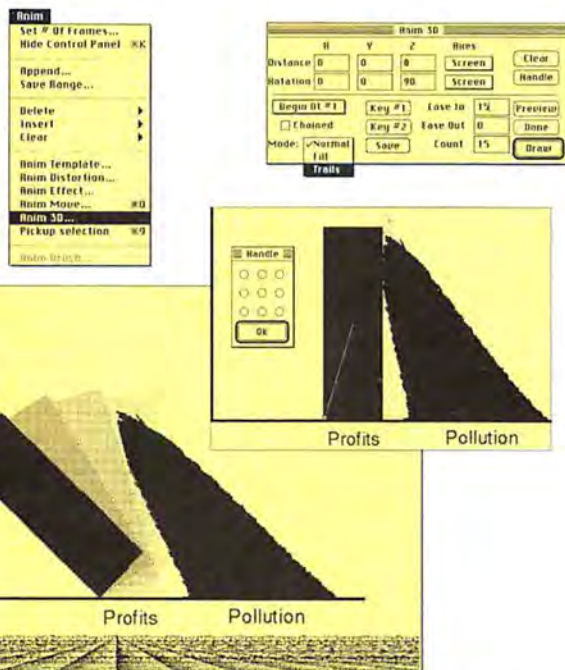 Anim
Set # Of Frames...
Hide Control Panel ⌘K
Append...
Save Range...
Delete ▶
Insert ▶
Clear ▶
Anim Template...
Anim Distortion...
Anim Effect...
Anim Move... ⌘0
Anim 3D...
Pickup selection ⌘9
Anim Brush...
Anim 3D
X Y Z Axes
Distance 0 0 0 Screen Clear
Rotation 0 0 90 Screen Handle
Begin At #1 Key #1 Ease In 15 Preview
Chained Key #2 Ease Out 0 Done
Mode: ✓Normal Save Count 15 Draw
Fill
Trails
Handle
Ok
Profits Pollution
Profits Pollution